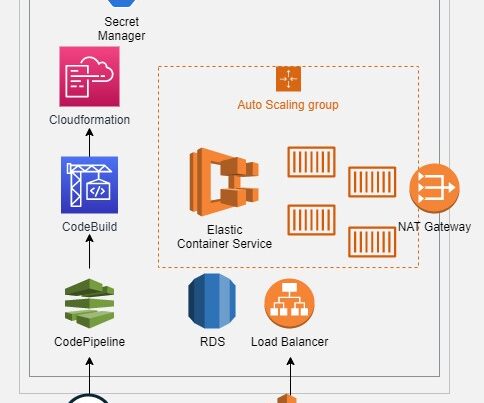 Secret
Manager
Cloudformation
Auto Scaling group
CodeBuild
Elastic
Container Service
NAT Gateway
CodePipeline
RDS
Load Balancer